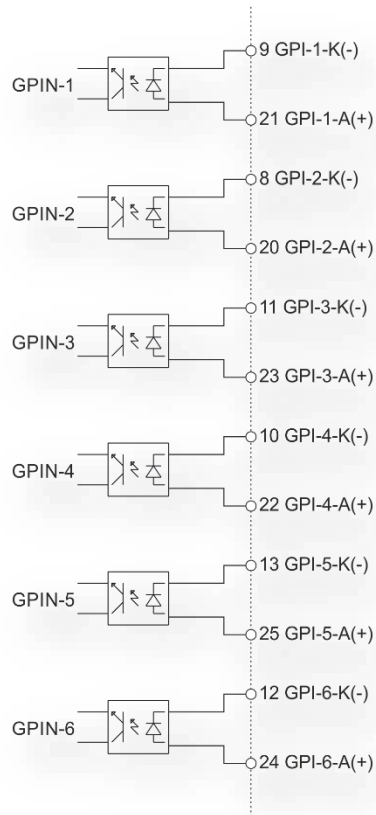 9 GPI-1-K(-)
GPIN-1
21 GPI-1-A(+)
8 GPI-2-K(-)
GPIN-2
20 GPI-2-A(+)
11 GPI-3-K(-)
GPIN-3
23 GPI-3-A(+)
10 GPI-4-K(-)
GPIN-4
22 GPI-4-A(+)
13 GPI-5-K(-)
GPIN-5
25 GPI-5-A(+)
12 GPI-6-K(-)
GPIN-6
24 GPI-6-A(+)